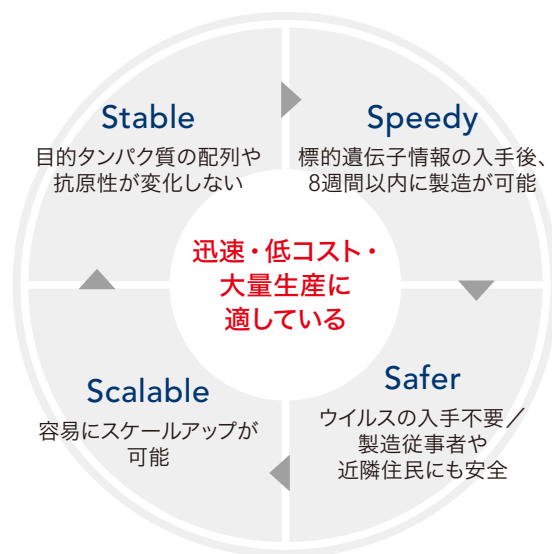 Stable
目的タンパク質の配列や
抗原性が変化しない
Speedy
標的遺伝子情報の入手後、
8週間以内に製造が可能
迅速・低コスト・
大量生産に
適している
Scalable
容易にスケールアップが
可能
Safer
ウイルスの入手不要／
製造従事者や
近隣住民にも安全